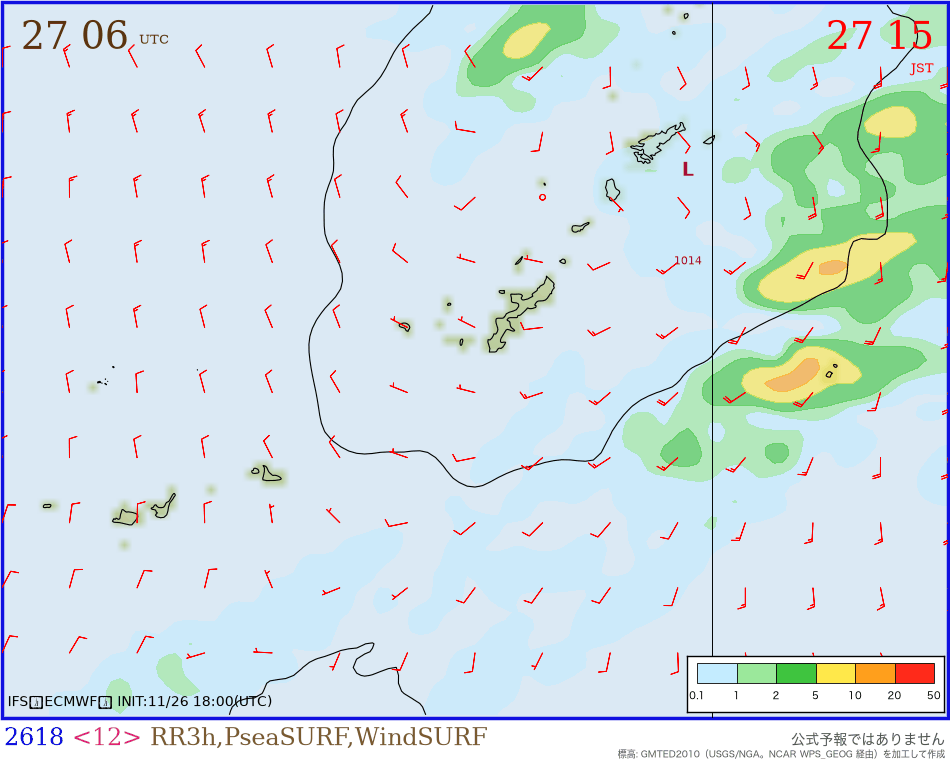 27 06 UTC
27 15
JST
L
1014
IFS ECMWF INIT:11/26 18:00(UTC)
0.1 1 2 5 10 20 50
2618 <12> RR3h,PseaSURF,WindSURF
公式予報ではありません
標高: GMTED2010（USGS/NGA。NCAR WPS_GEOG 経由）を加工して作成